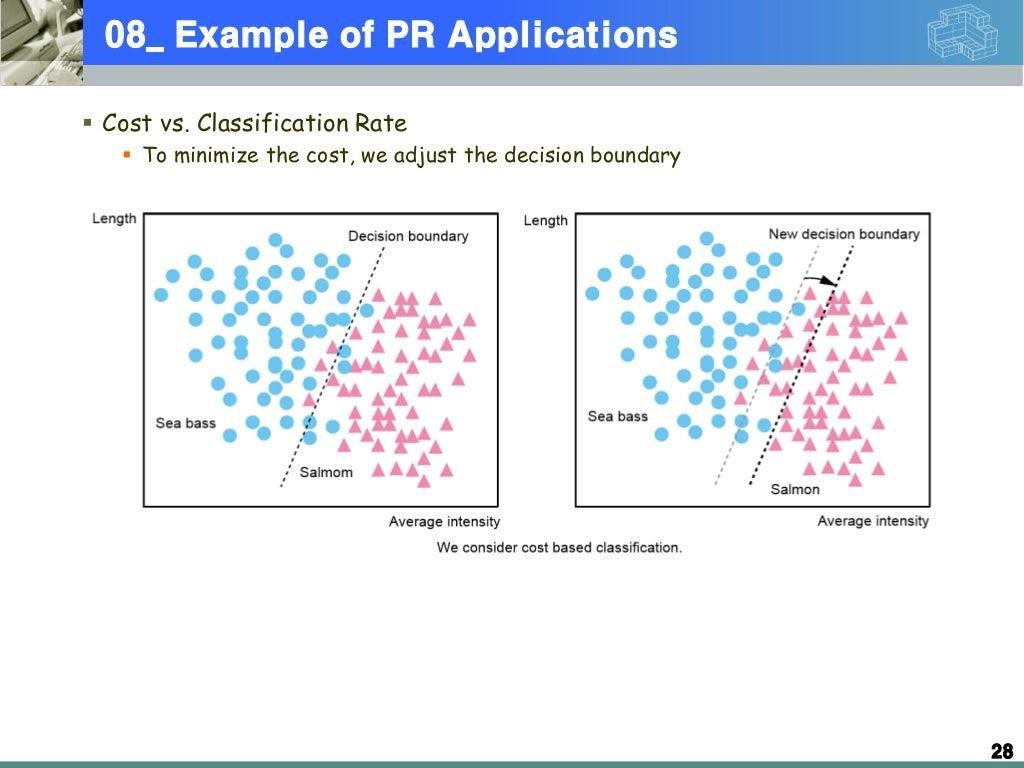 08_ Example of PR Applications
▪ Cost vs. Classification Rate
▪ To minimize the cost, we adjust the decision boundary
Length
Decision boundary
Sea bass
Salmom
Average intensity
Length
New decision boundary
Sea bass
Salmon
Average intensity
We consider cost based classification.
28